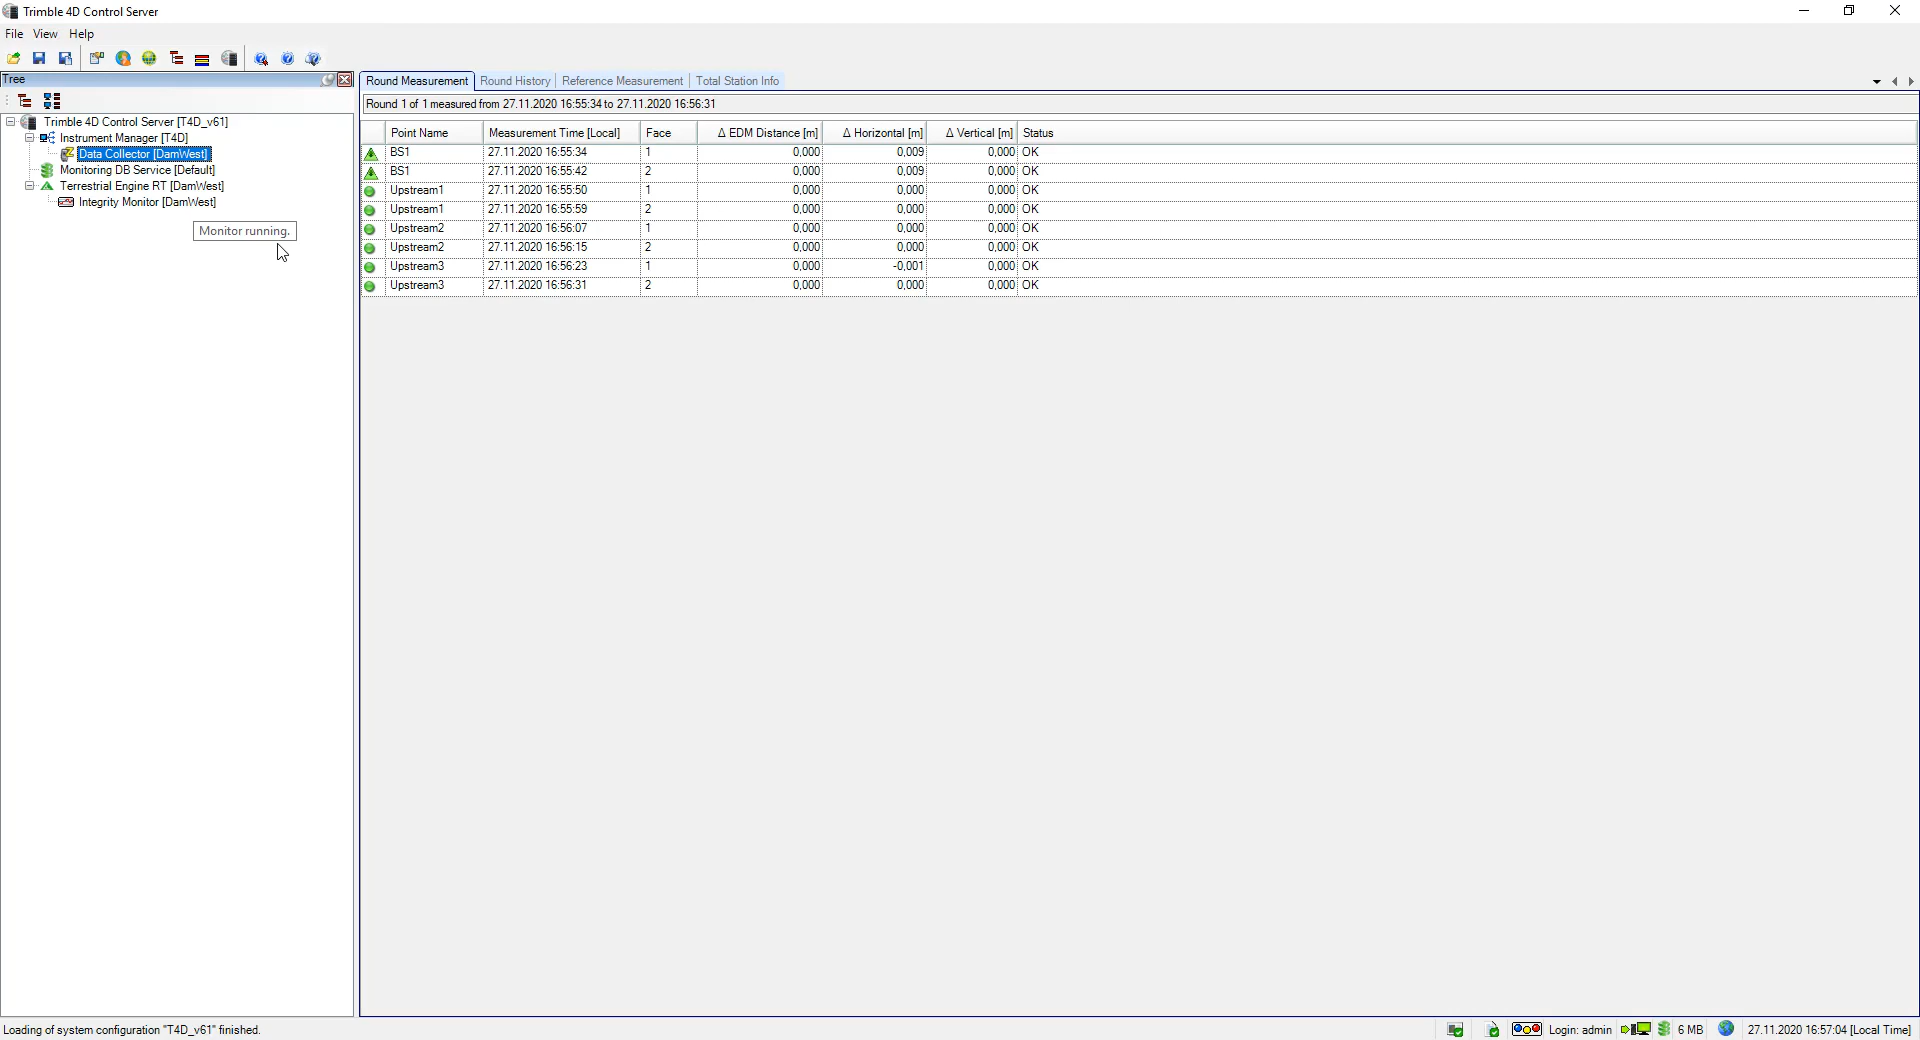 Trimble 4D Control Server
File View Help
Tree
Trimble 4D Control Server [T4D_v61]
Instrument Manager [T4D]
Data Collector [DamWest]
Monitoring DB Service [Default]
Terrestrial Engine RT [DamWest]
Integrity Monitor [DamWest]
Monitor running.
Round Measurement Round History Reference Measurement Total Station Info
Round 1 of 1 measured from 27.11.2020 16:55:34 to 27.11.2020 16:56:31
Point Name Measurement Time [Local] Face Δ EDM Distance [m] Δ Horizontal [m] Δ Vertical [m] Status
BS1 27.11.2020 16:55:34 1 0,000 0,009 0,000 OK
BS1 27.11.2020 16:55:42 2 0,000 0,009 0,000 OK
Upstream1 27.11.2020 16:55:50 1 0,000 0,000 0,000 OK
Upstream1 27.11.2020 16:55:59 2 0,000 0,000 0,000 OK
Upstream2 27.11.2020 16:56:07 1 0,000 0,000 0,000 OK
Upstream2 27.11.2020 16:56:15 2 0,000 0,000 0,000 OK
Upstream3 27.11.2020 16:56:23 1 0,000 -0,001 0,000 OK
Upstream3 27.11.2020 16:56:31 2 0,000 0,000 0,000 OK
Loading of system configuration "T4D_v61" finished.
Login: admin 6 MB 27.11.2020 16:57:04 [Local Time]